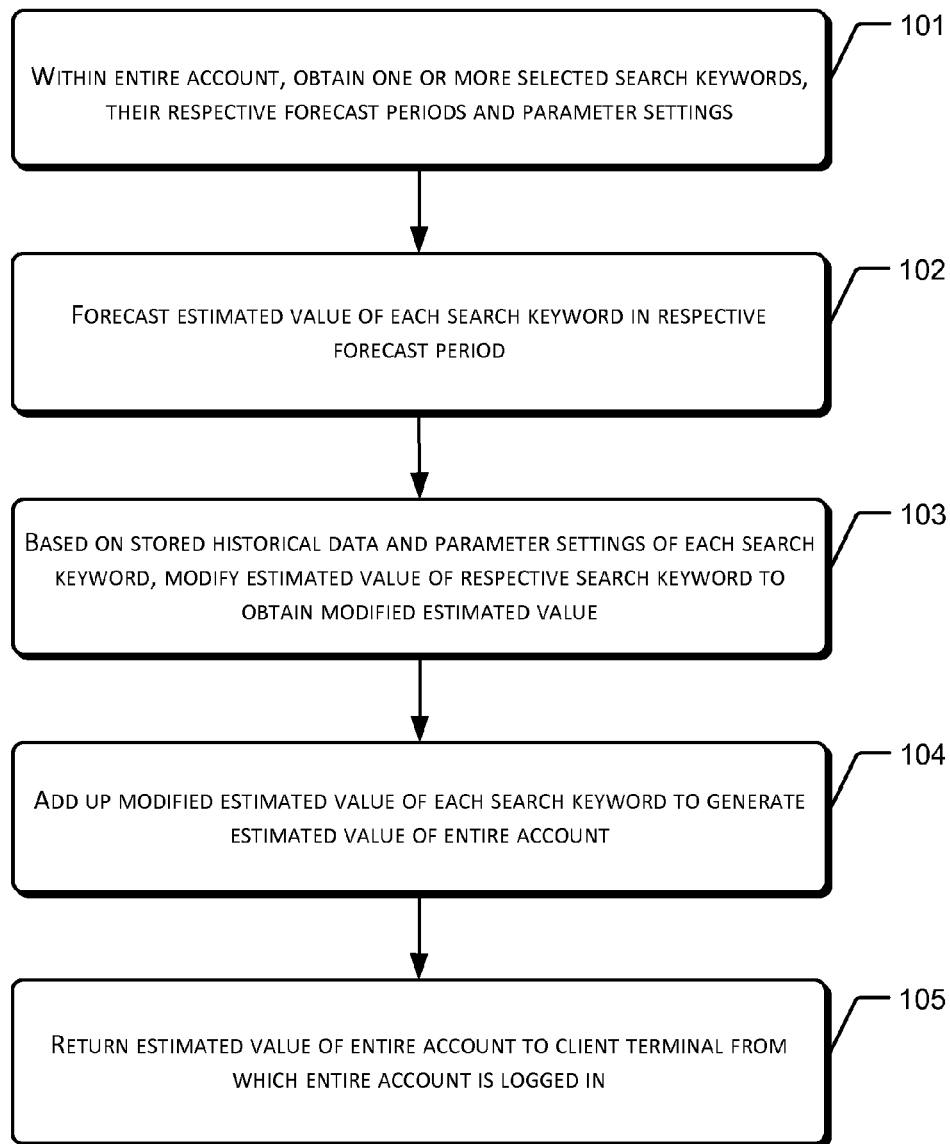 101
WITHIN ENTIRE ACCOUNT, OBTAIN ONE OR MORE SELECTED SEARCH KEYWORDS,
THEIR RESPECTIVE FORECAST PERIODS AND PARAMETER SETTINGS
102
FORECAST ESTIMATED VALUE OF EACH SEARCH KEYWORD IN RESPECTIVE
FORECAST PERIOD
103
BASED ON STORED HISTORICAL DATA AND PARAMETER SETTINGS OF EACH SEARCH
KEYWORD, MODIFY ESTIMATED VALUE OF RESPECTIVE SEARCH KEYWORD TO
OBTAIN MODIFIED ESTIMATED VALUE
104
ADD UP MODIFIED ESTIMATED VALUE OF EACH SEARCH KEYWORD TO GENERATE
ESTIMATED VALUE OF ENTIRE ACCOUNT
105
RETURN ESTIMATED VALUE OF ENTIRE ACCOUNT TO CLIENT TERMINAL FROM
WHICH ENTIRE ACCOUNT IS LOGGED IN